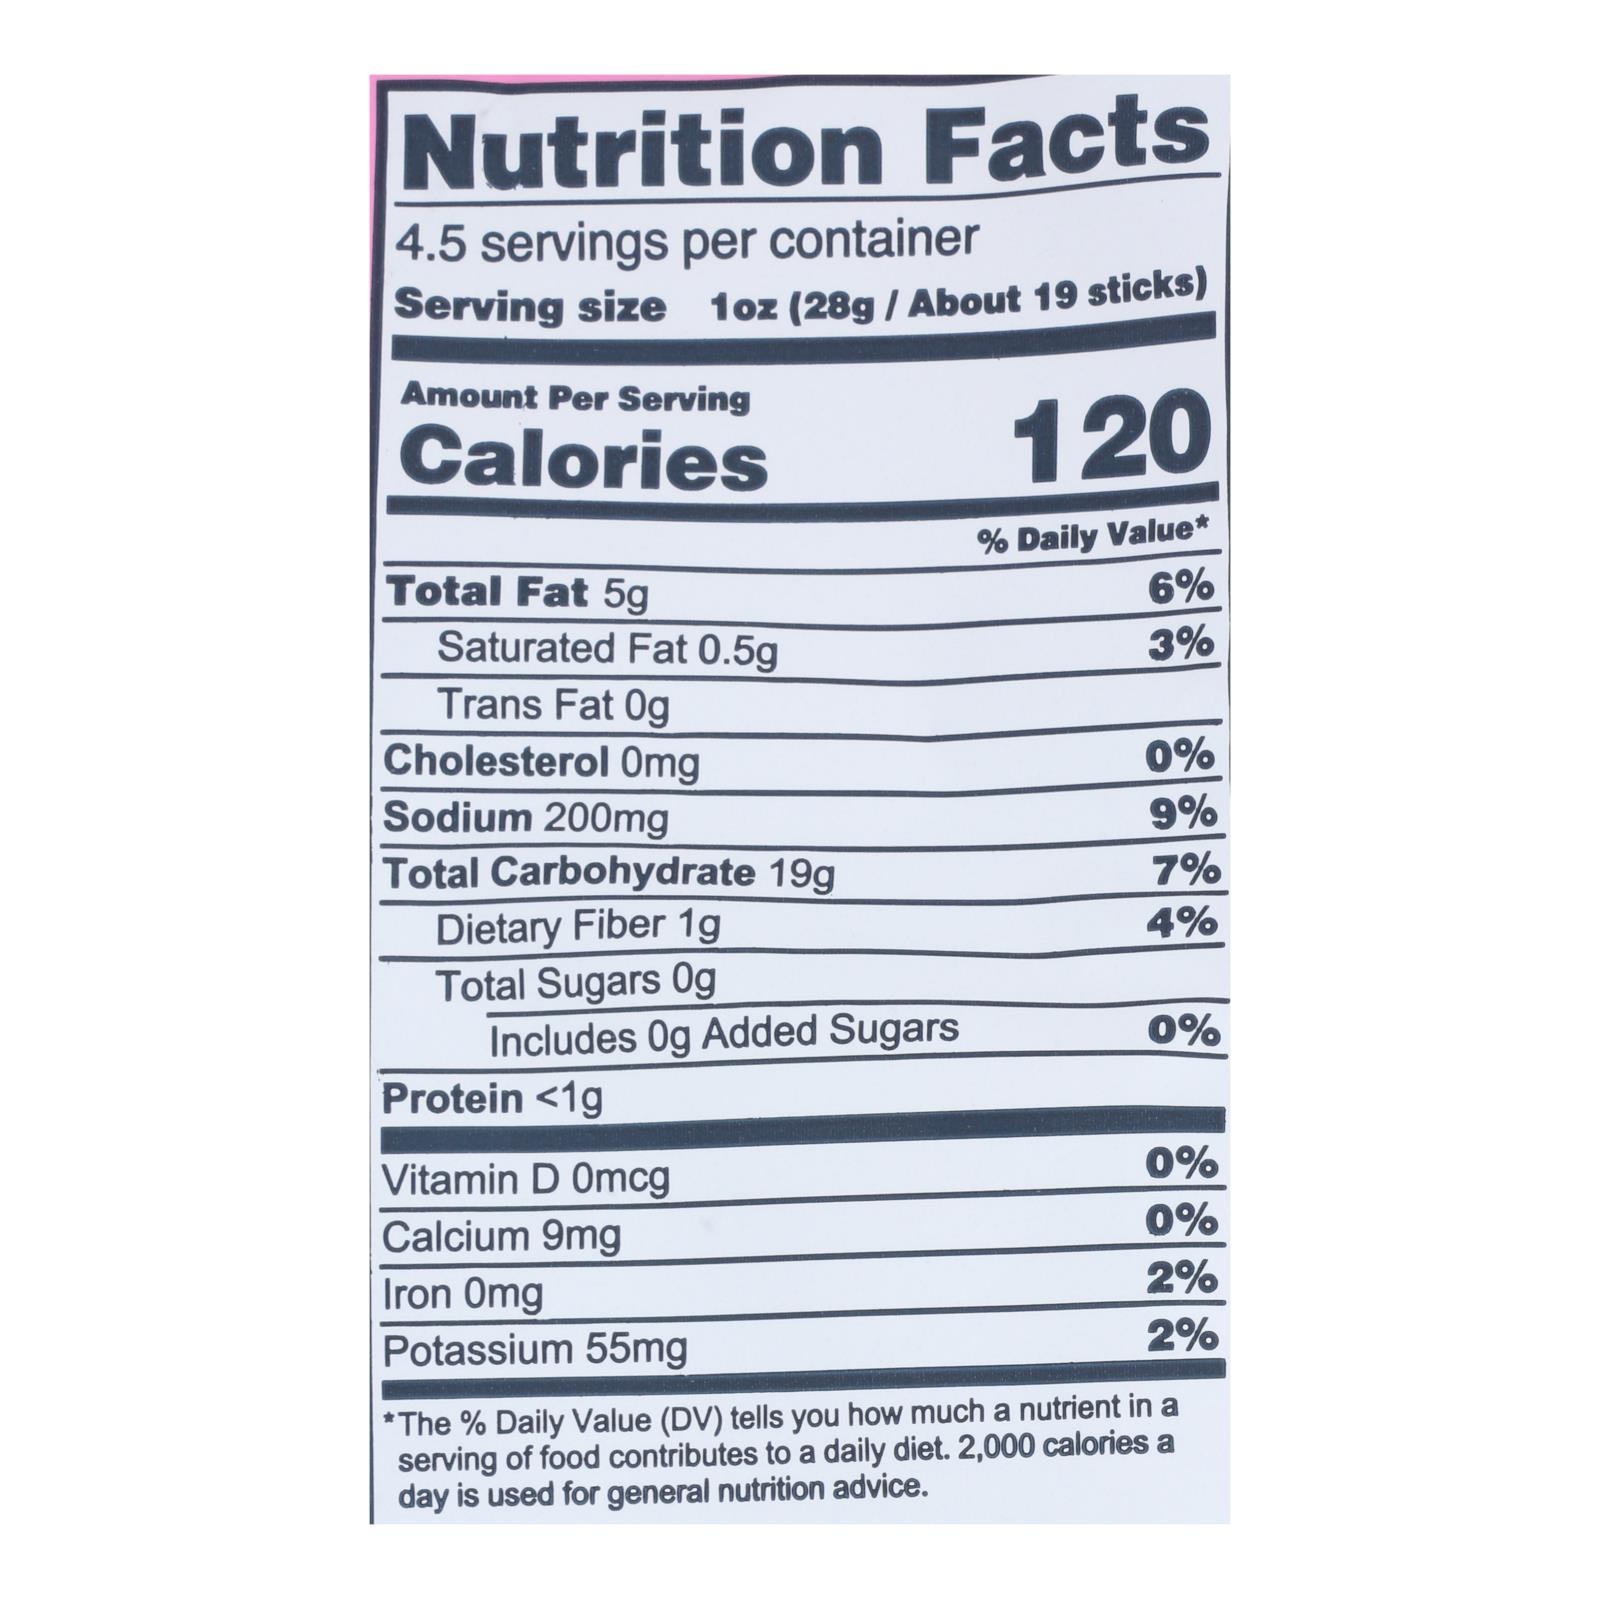 Nutrition Facts
4.5 servings per container
Serving size 1oz (28g / About 19 sticks)
Amount Per Serving
Calories 120
% Daily Value*
Total Fat 5g 6%
Saturated Fat 0.5g 3%
Trans Fat 0g
Cholesterol 0mg 0%
Sodium 200mg 9%
Total Carbohydrate 19g 7%
Dietary Fiber 1g 4%
Total Sugars 0g
Includes 0g Added Sugars 0%
Protein <1g
Vitamin D 0mcg 0%
Calcium 9mg 0%
Iron 0mg 2%
Potassium 55mg 2%
*The % Daily Value (DV) tells you how much a nutrient in a
serving of food contributes to a daily diet. 2,000 calories a
day is used for general nutrition advice.